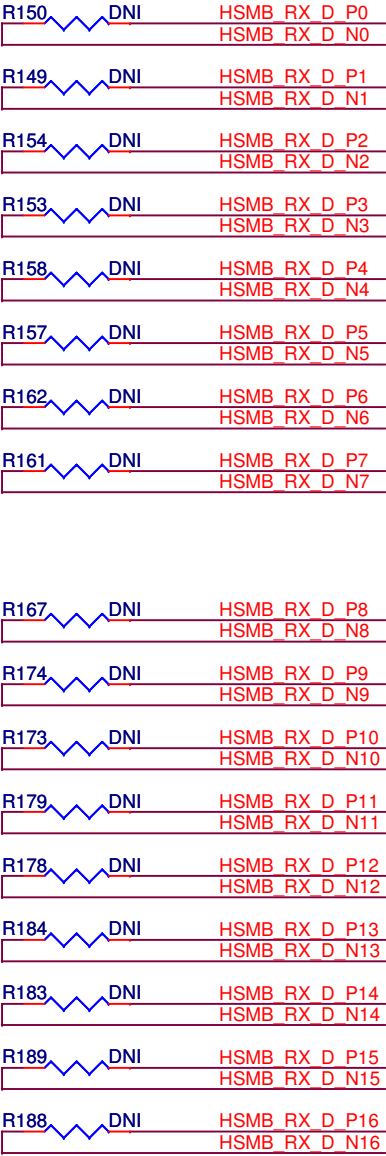 R150 DNI HSMB_RX_D_P0
HSMB_RX_D_N0
R149 DNI HSMB_RX_D_P1
HSMB_RX_D_N1
R154 DNI HSMB_RX_D_P2
HSMB_RX_D_N2
R153 DNI HSMB_RX_D_P3
HSMB_RX_D_N3
R158 DNI HSMB_RX_D_P4
HSMB_RX_D_N4
R157 DNI HSMB_RX_D_P5
HSMB_RX_D_N5
R162 DNI HSMB_RX_D_P6
HSMB_RX_D_N6
R161 DNI HSMB_RX_D_P7
HSMB_RX_D_N7
R167 DNI HSMB_RX_D_P8
HSMB_RX_D_N8
R174 DNI HSMB_RX_D_P9
HSMB_RX_D_N9
R173 DNI HSMB_RX_D_P10
HSMB_RX_D_N10
R179 DNI HSMB_RX_D_P11
HSMB_RX_D_N11
R178 DNI HSMB_RX_D_P12
HSMB_RX_D_N12
R184 DNI HSMB_RX_D_P13
HSMB_RX_D_N13
R183 DNI HSMB_RX_D_P14
HSMB_RX_D_N14
R189 DNI HSMB_RX_D_P15
HSMB_RX_D_N15
R188 DNI HSMB_RX_D_P16
HSMB_RX_D_N16